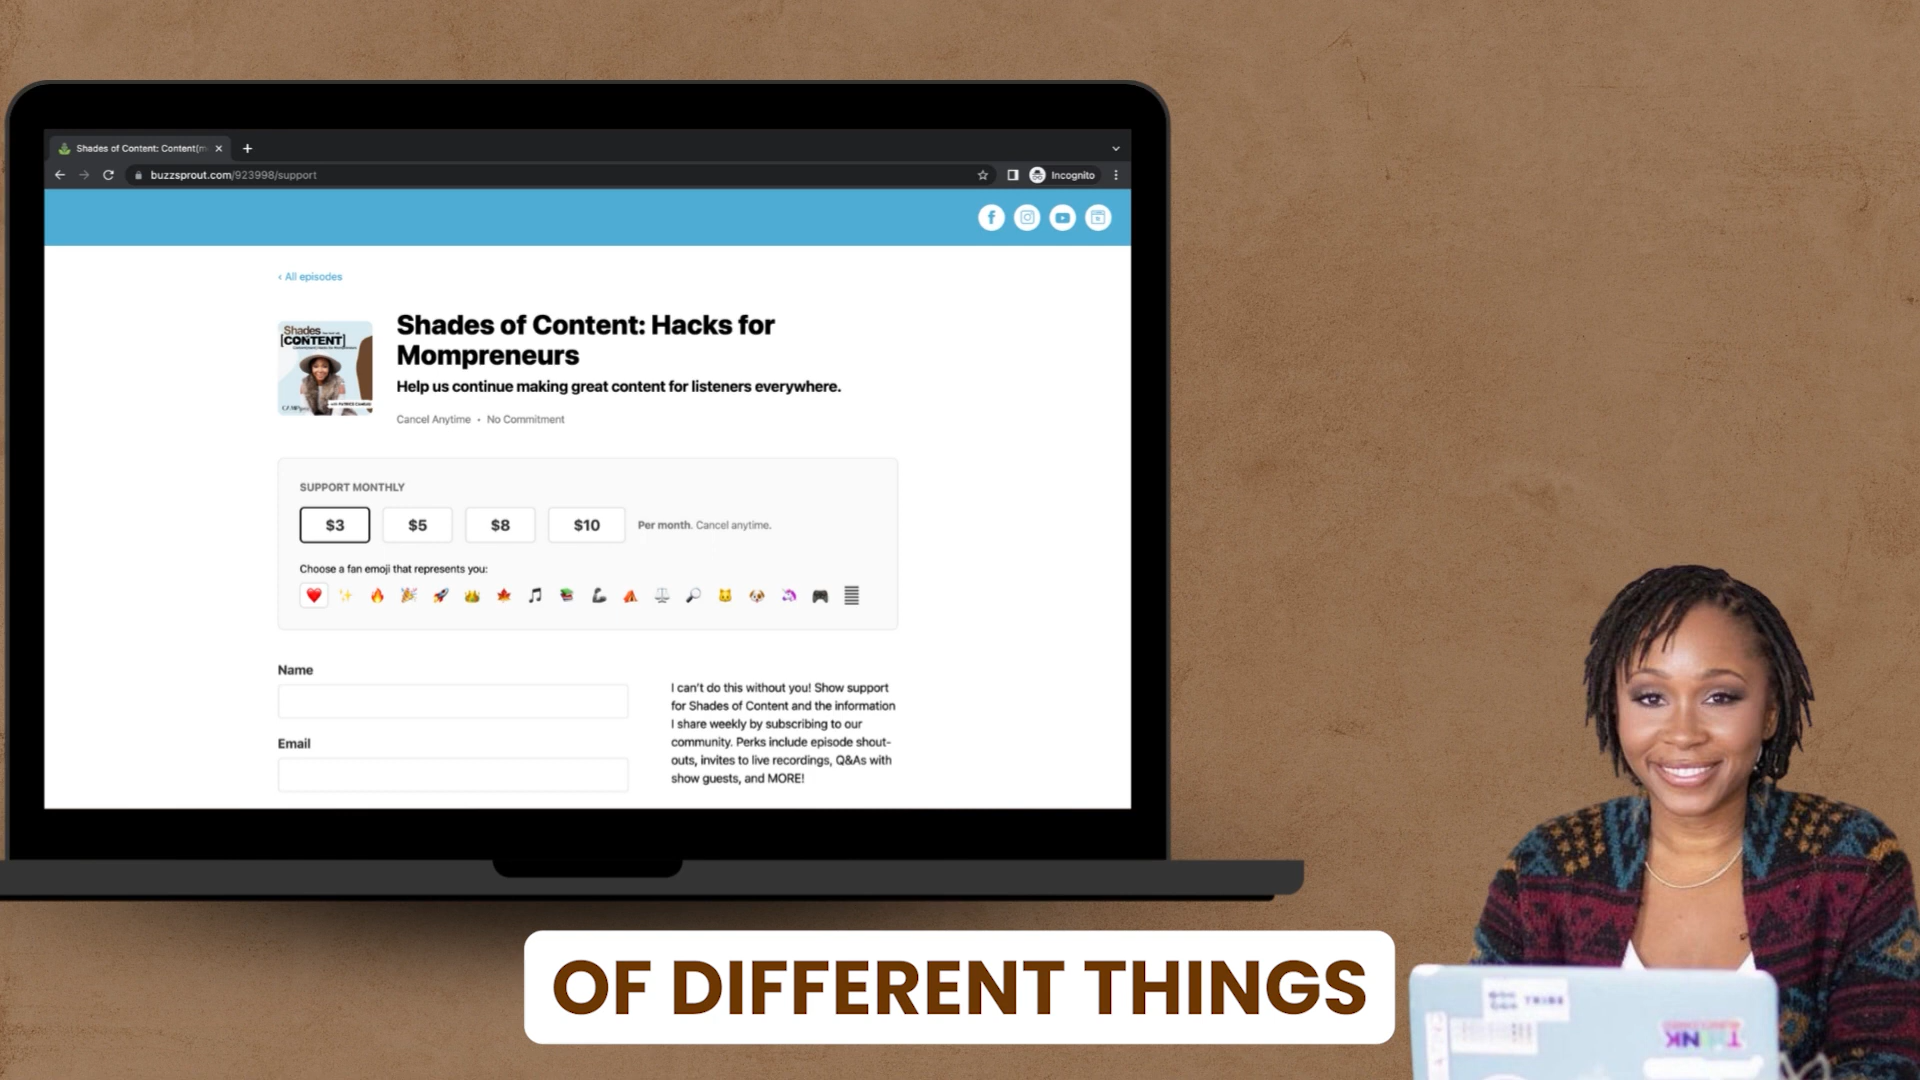 Shades of Content: Content(m
buzzsprout.com/923998/support
Incognito
‹ All episodes
Shades
[CONTENT]
Shades of Content: Hacks for
Mompreneurs
Help us continue making great content for listeners everywhere.
Cancel Anytime • No Commitment
SUPPORT MONTHLY
$3 $5 $8 $10 Per month. Cancel anytime.
Choose a fan emoji that represents you:
Name
Email
I can't do this without you! Show support
for Shades of Content and the information
I share weekly by subscribing to our
community. Perks include episode shout-
outs, invites to live recordings, Q&As with
show guests, and MORE!
OF DIFFERENT THINGS
TRIBE